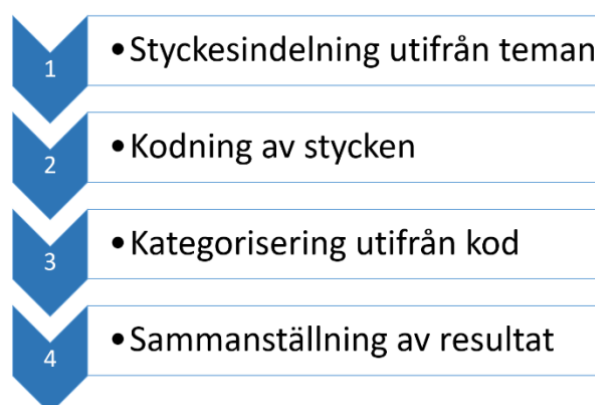 1
• Styckesindelning utifrån teman
2
• Kodning av stycken
3
• Kategorisering utifrån kod
4
• Sammanställning av resultat